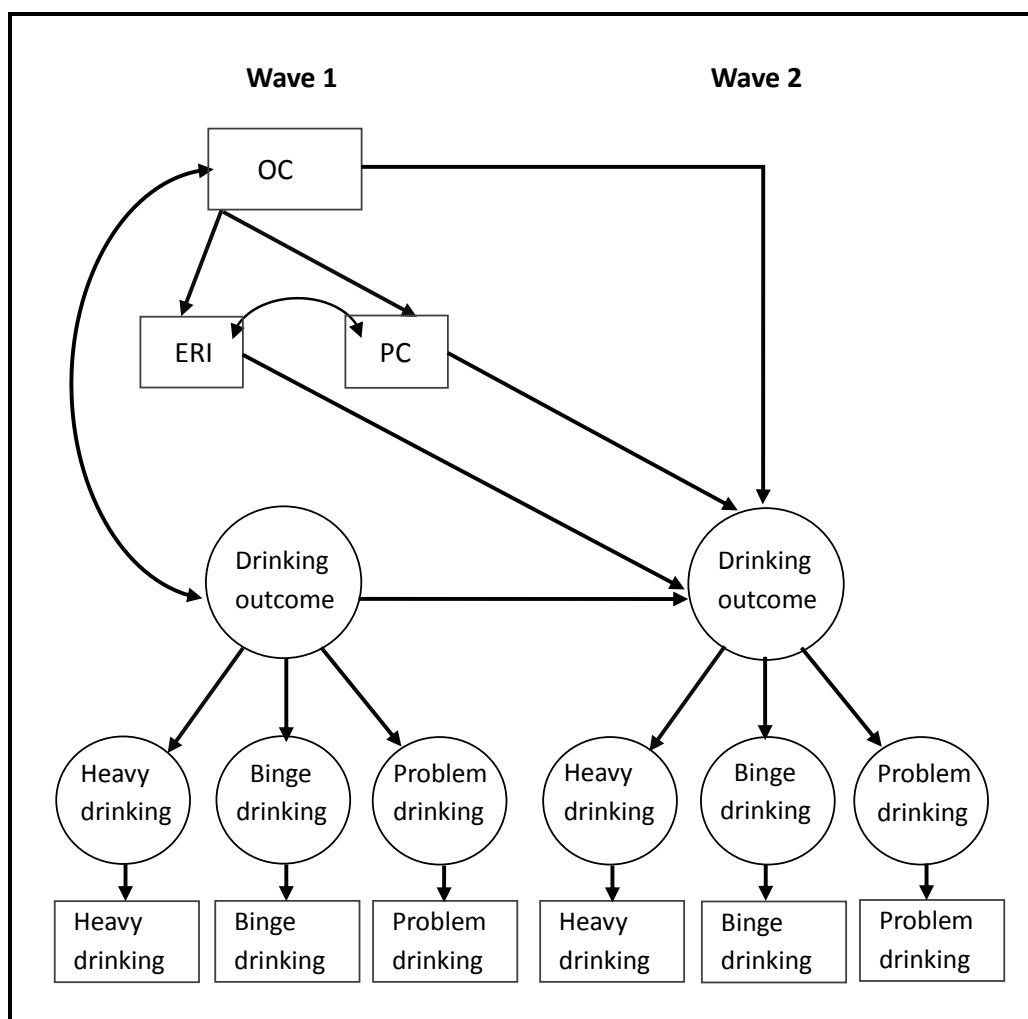 Wave 1
Wave 2
OC
ERI
PC
Drinking
outcome
Drinking
outcome
Heavy
drinking
Binge
drinking
Problem
drinking
Heavy
drinking
Binge
drinking
Problem
drinking
Heavy
drinking
Binge
drinking
Problem
drinking
Heavy
drinking
Binge
drinking
Problem
drinking